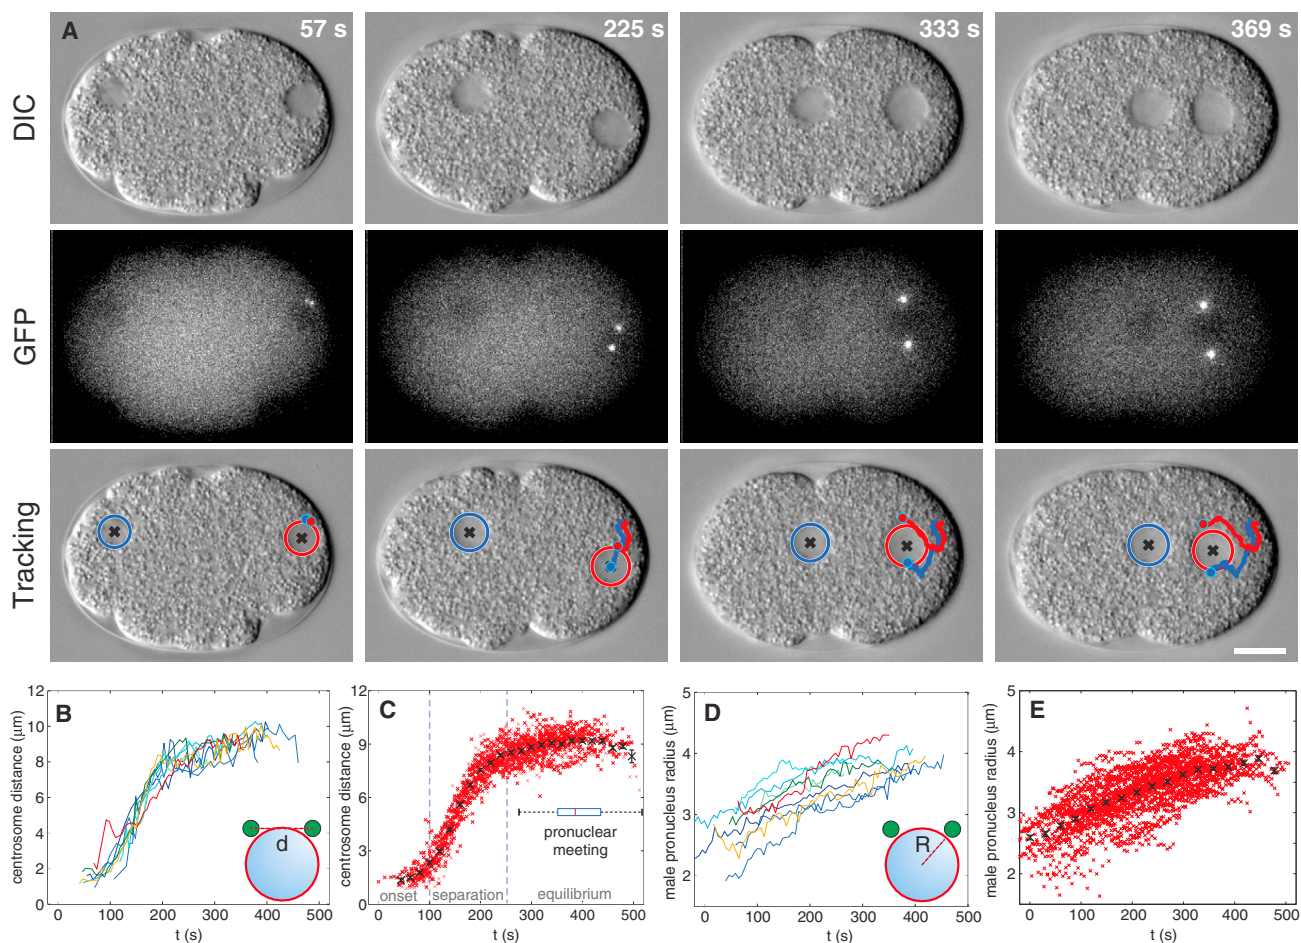 A
57 s
225 s
333 s
369 s
DIC
GFP
Tracking
B
centrosome distance (µm)
12
10
8
6
4
2
0
0
100
200
300
400
500
t (s)
d
C
centrosome distance (µm)
12
9
6
3
0
0
100
200
300
400
500
t (s)
onset
separation
equilibrium
pronuclear
meeting
D
male pronucleus radius (µm)
5
4
3
2
0
100
200
300
400
500
t (s)
R
E
male pronucleus radius (µm)
5
4
3
2
0
100
200
300
400
500
t (s)